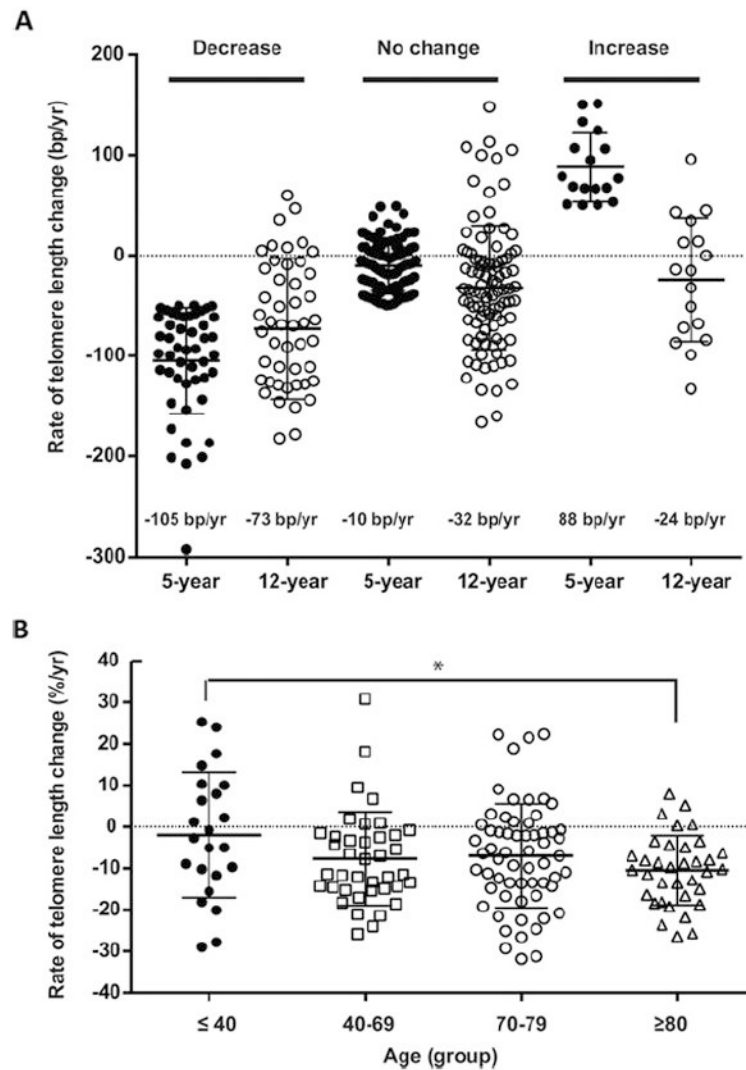 A
Decrease No change Increase
200
100
0
-100
-200
-300
Rate of telomere length change (bp/yr)
-105 bp/yr -73 bp/yr -10 bp/yr -32 bp/yr 88 bp/yr -24 bp/yr
5-year 12-year 5-year 12-year 5-year 12-year
B
40
30
20
10
0
-10
-20
-30
-40
Rate of telomere length change (%/yr)
*
≤ 40 40-69 70-79 ≥80
Age (group)